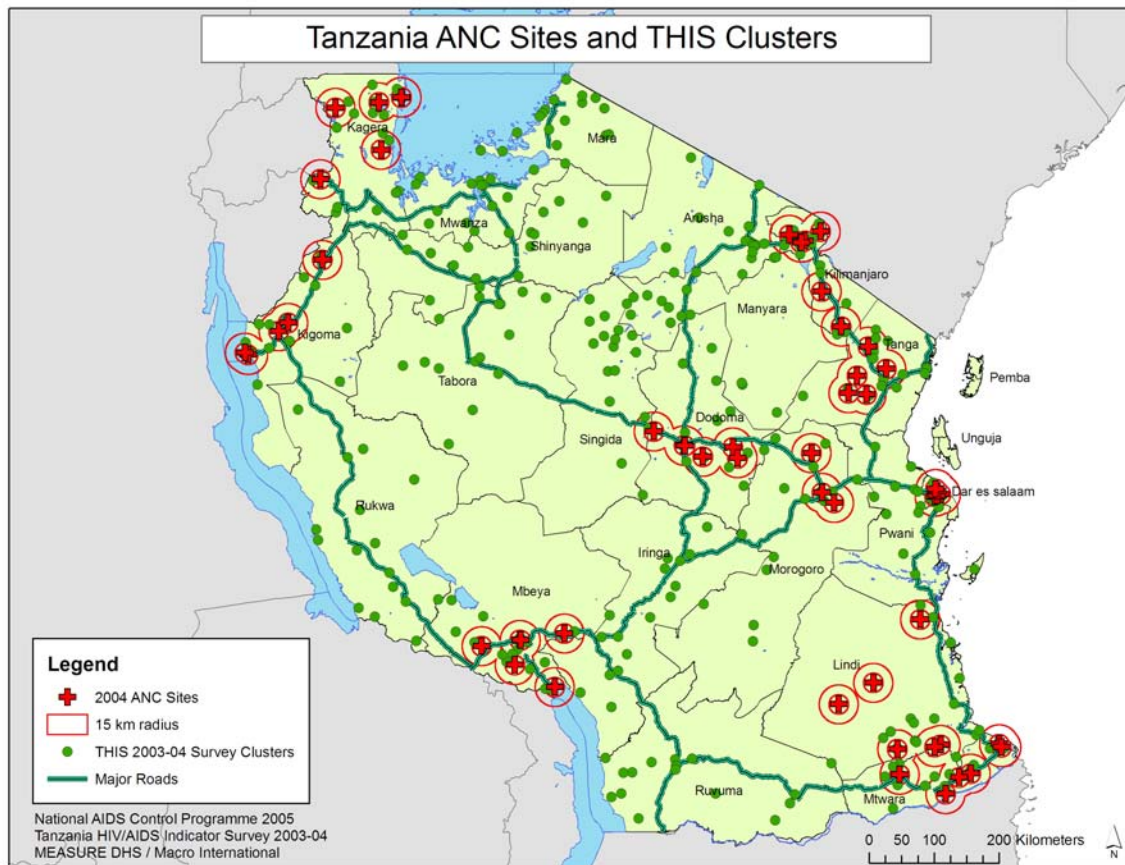 Tanzania ANC Sites and THIS Clusters
Kagera
Mara
Mwanza
Arusha
Shinyanga
Kilimanjaro
Manyara
Kigoma
Tanga
Pemba
Tabora
Dodoma
Singida
Unguja
Dar es salaam
Rukwa
Pwani
Iringa
Morogoro
Mbeya
Lindi
Ruvuma
Mtwara
Legend
2004 ANC Sites
15 km radius
THIS 2003-04 Survey Clusters
Major Roads
National AIDS Control Programme 2005
Tanzania HIV/AIDS Indicator Survey 2003-04
MEASURE DHS / Macro International
0 50 100 200 Kilometers
N